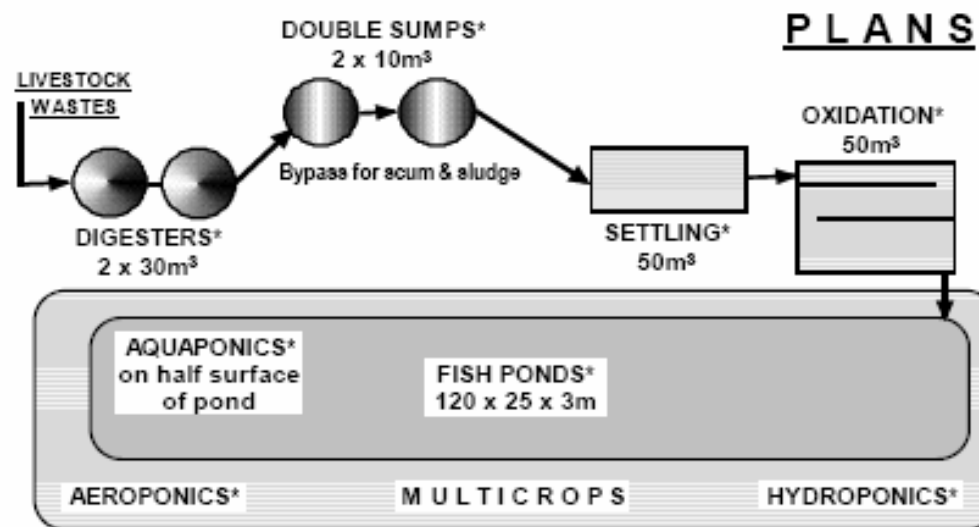 PLANS
DOUBLE SUMPS*
2 x 10m³
LIVESTOCK
WASTES
OXIDATION*
50m³
Bypass for scum & sludge
DIGESTERS*
2 x 30m³
SETTLING*
50m³
AQUAPONICS*
on half surface
of pond
FISH PONDS*
120 x 25 x 3m
AEROPONICS*
MULTICROPS
HYDROPONICS*